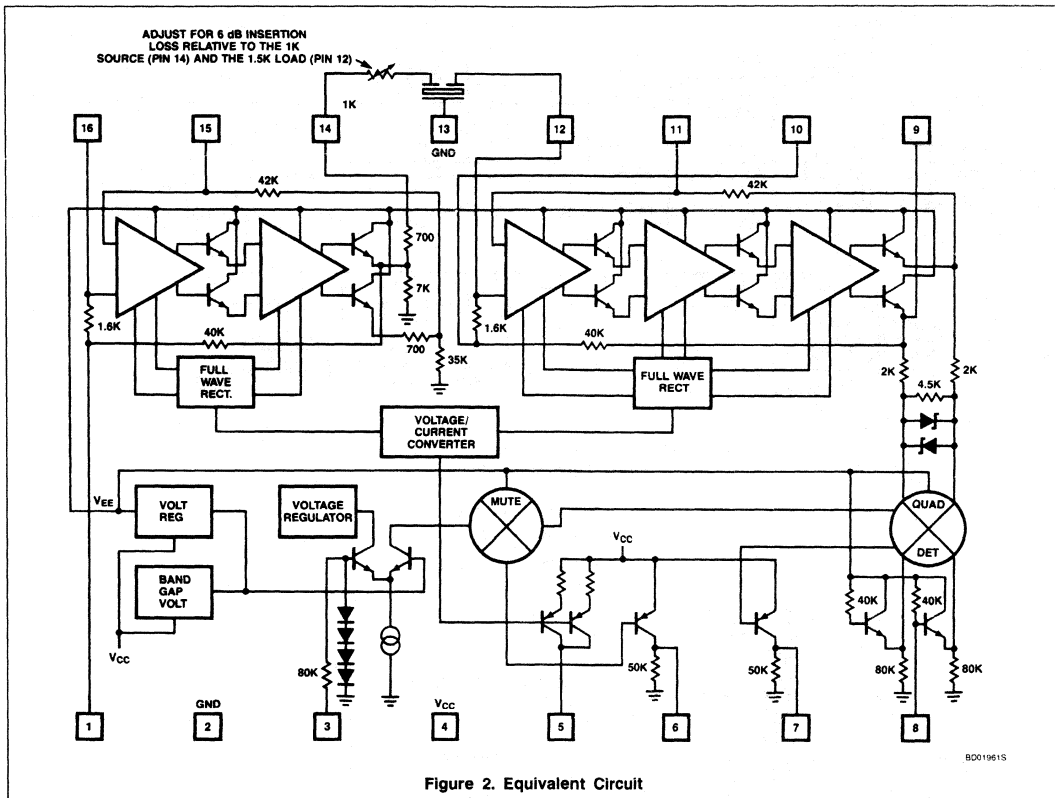 ADJUST FOR 6 dB INSERTION
LOSS RELATIVE TO THE 1K
SOURCE (PIN 14) AND THE 1.5K LOAD (PIN 12)
1K
16
15
14
13
12
11
10
9
GND
42K
42K
700
7K
1.6K
40K
700
35K
1.6K
40K
2K
2K
4.5K
FULL
WAVE
RECT.
FULL WAVE
RECT
VOLTAGE/
CURRENT
CONVERTER
VEE
VOLT
REG
VOLTAGE
REGULATOR
MUTE
QUAD
DET
VCC
BAND
GAP
VOLT
VCC
80K
50K
50K
40K
40K
80K
80K
GND
VCC
1
2
3
4
5
6
7
8
BD01961S
Figure 2. Equivalent Circuit